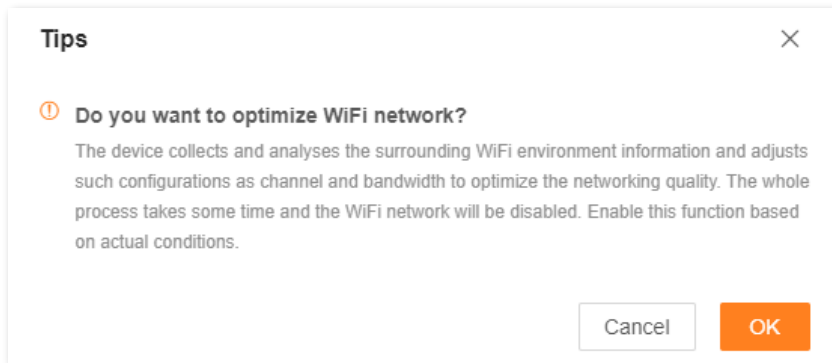 Tips
Do you want to optimize WiFi network?
The device collects and analyses the surrounding WiFi environment information and adjusts
such configurations as channel and bandwidth to optimize the networking quality. The whole
process takes some time and the WiFi network will be disabled. Enable this function based
on actual conditions.
Cancel
OK